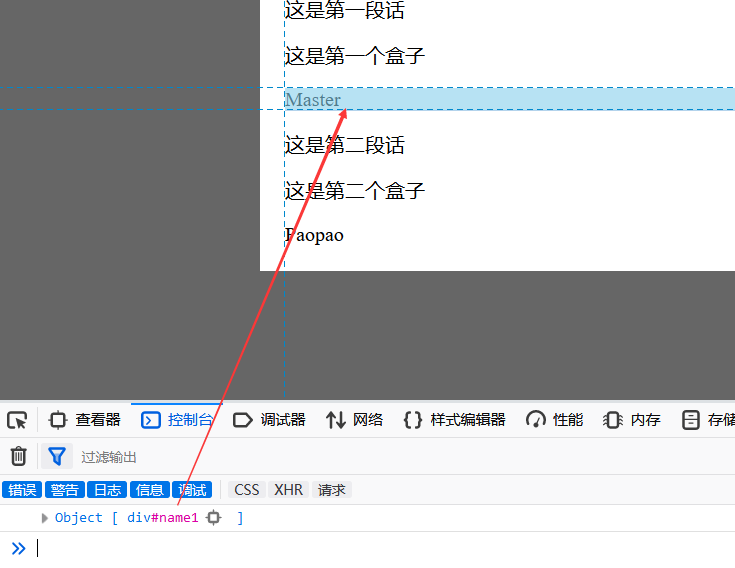 这是第一段话
这是第一个盒子
Master
这是第二段话
这是第二个盒子
Paopao
查看器 控制台 调试器 网络 {} 样式编辑器 性能 内存 存储
过滤输出
错误 警告 日志 信息 调试 CSS XHR 请求
Object [ div#name1 ]